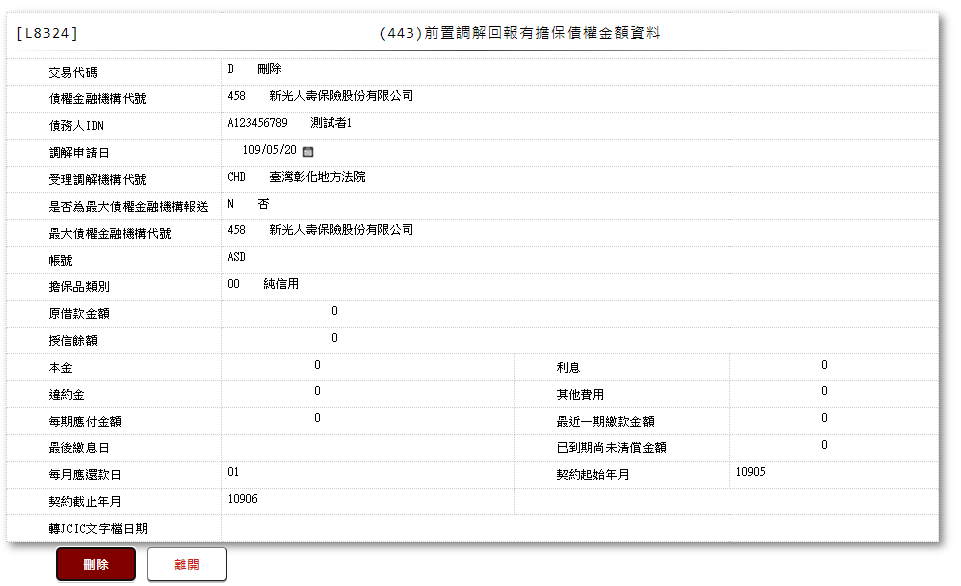 [L8324] (443)前置調解回報有擔保債權金額資料
交易代碼 D 刪除
債權金融機構代號 458 新光人壽保險股份有限公司
債務人IDN A123456789 測試者1
調解申請日 109/05/20
受理調解機構代號 CHD 臺灣彰化地方法院
是否為最大債權金融機構報送 N 否
最大債權金融機構代號 458 新光人壽保險股份有限公司
帳號 ASD
擔保品類別 00 純信用
原借款金額 0
授信餘額 0
本金 0 利息 0
違約金 0 其他費用 0
每期應付金額 0 最近一期繳款金額 0
最後繳息日 已到期尚未清償金額 0
每月應還款日 01 契約起始年月 10905
契約截止年月 10906
轉JCIC文字檔日期
刪除 離開